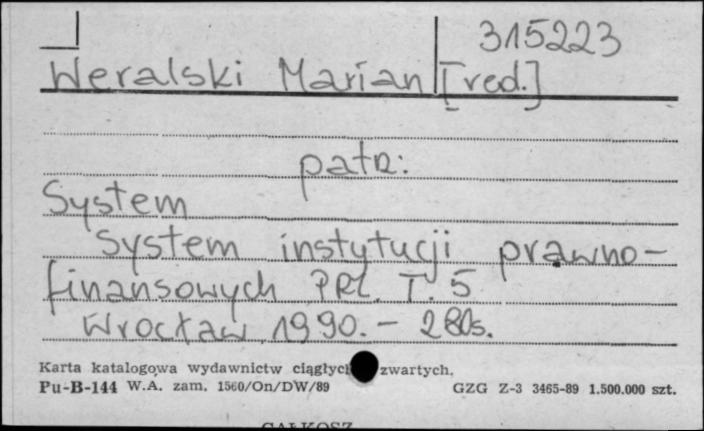 315223
Weralski Marian [red.]
patrz:
System
System instytucji prawno-
finansowych PRL. T. 5
Wrocław 1990. - 280s.
Karta katalogowa wydawnictw zwartych.
Pu-B-144 W.A. zam. 1560/On/DW/89 GZG Z-3 3465-89 1.500.000 szt.